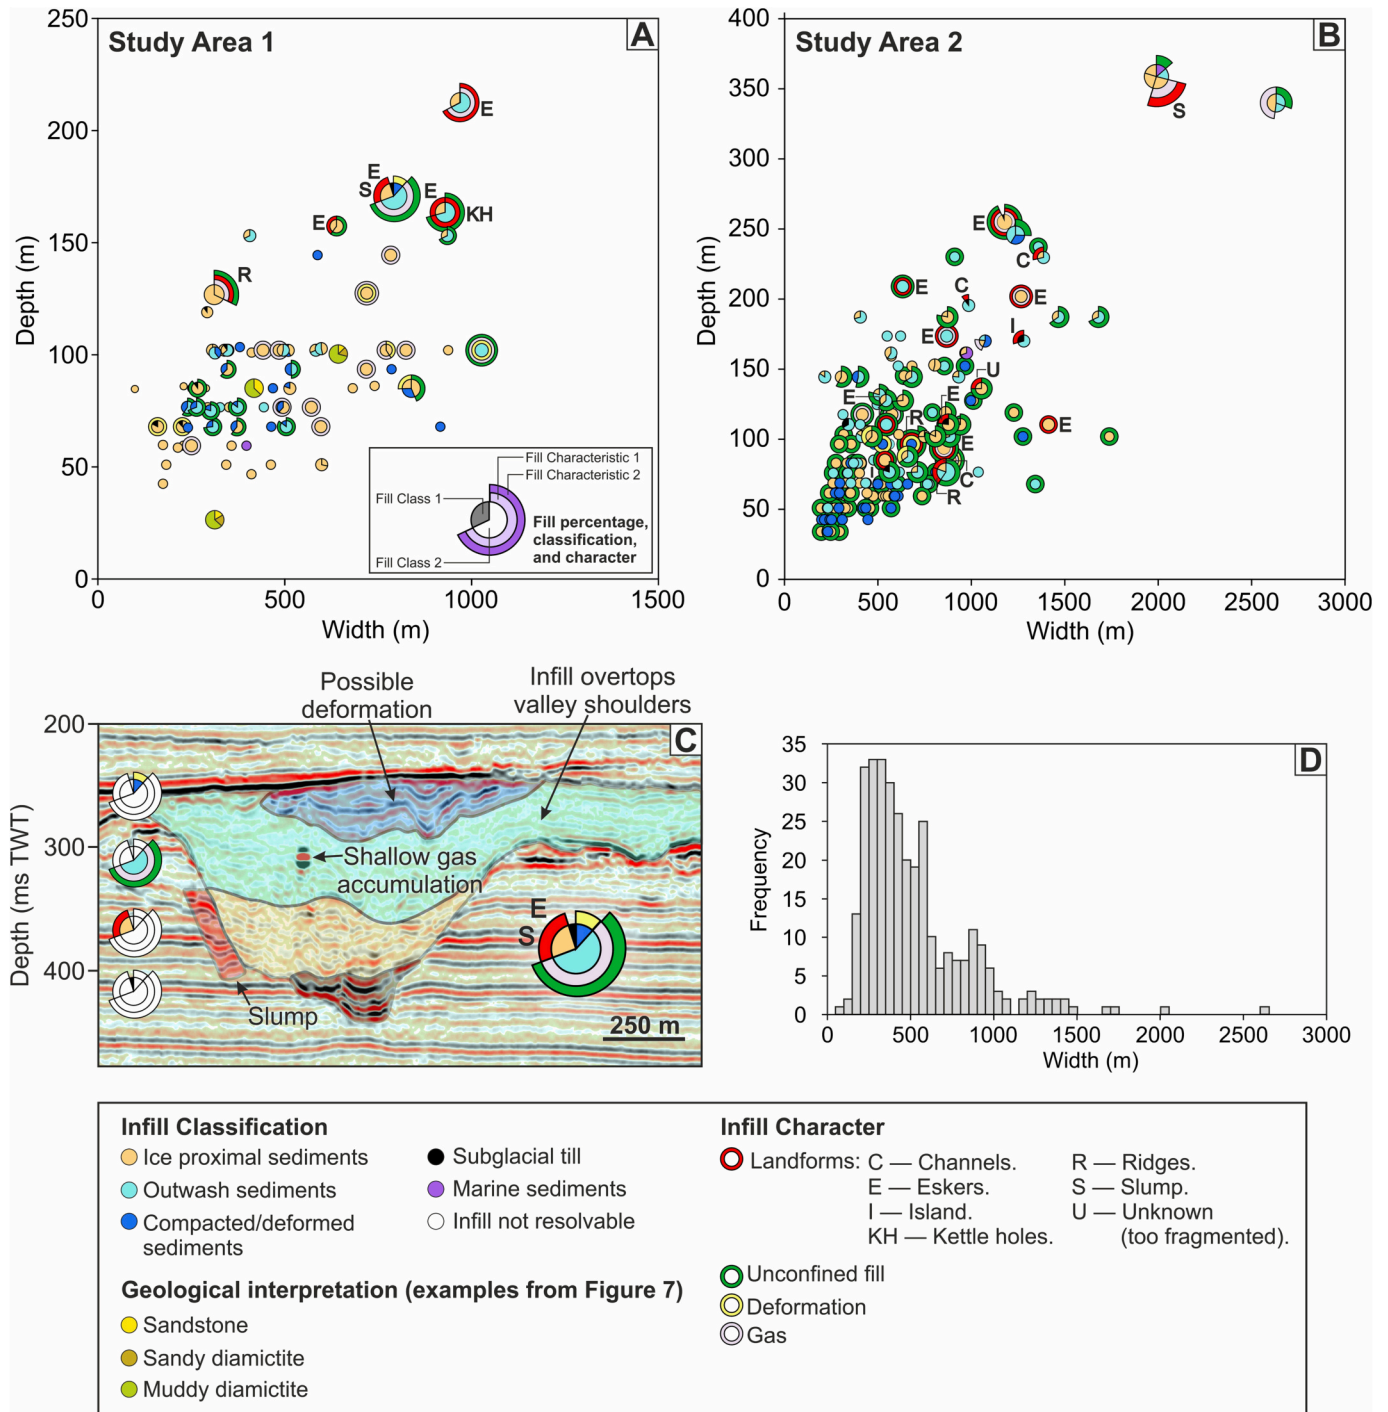 Study Area 1
A
250
200
150
100
50
0
0
500
1000
1500
Depth (m)
Width (m)
E
E
S
E
KH
E
R
Fill Characteristic 1
Fill Characteristic 2
Fill Class 1
Fill Class 2
Fill percentage,
classification,
and character
Study Area 2
B
400
350
300
250
200
150
100
50
0
0
500
1000
1500
2000
2500
3000
Depth (m)
Width (m)
S
E
C
E
C
E
E
I
U
E
E
R
E
E
I
C
R
Possible
deformation
Infill overtops
valley shoulders
C
200
300
400
Depth (ms TWT)
Shallow gas
accumulation
E
S
Slump
250 m
D
35
30
25
20
15
10
5
0
0
500
1000
1500
2000
2500
3000
Frequency
Width (m)
Infill Classification
Ice proximal sediments
Outwash sediments
Compacted/deformed
sediments
Subglacial till
Marine sediments
Infill not resolvable
Geological interpretation (examples from Figure 7)
Sandstone
Sandy diamictite
Muddy diamictite
Infill Character
Landforms:
C — Channels.
E — Eskers.
I — Island.
KH — Kettle holes.
R — Ridges.
S — Slump.
U — Unknown
(too fragmented).
Unconfined fill
Deformation
Gas